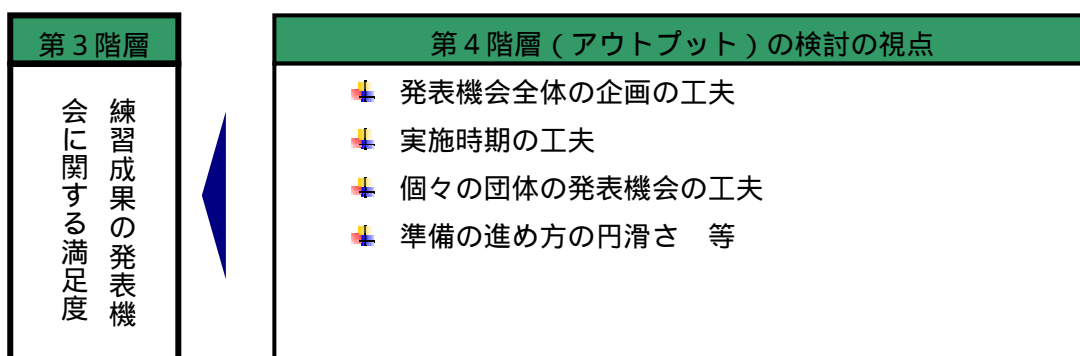 第３階層
練習成果の発表機
会に関する満足度
第４階層（アウトプット）の検討の視点
発表機会全体の企画の工夫
実施時期の工夫
個々の団体の発表機会の工夫
準備の進め方の円滑さ　等